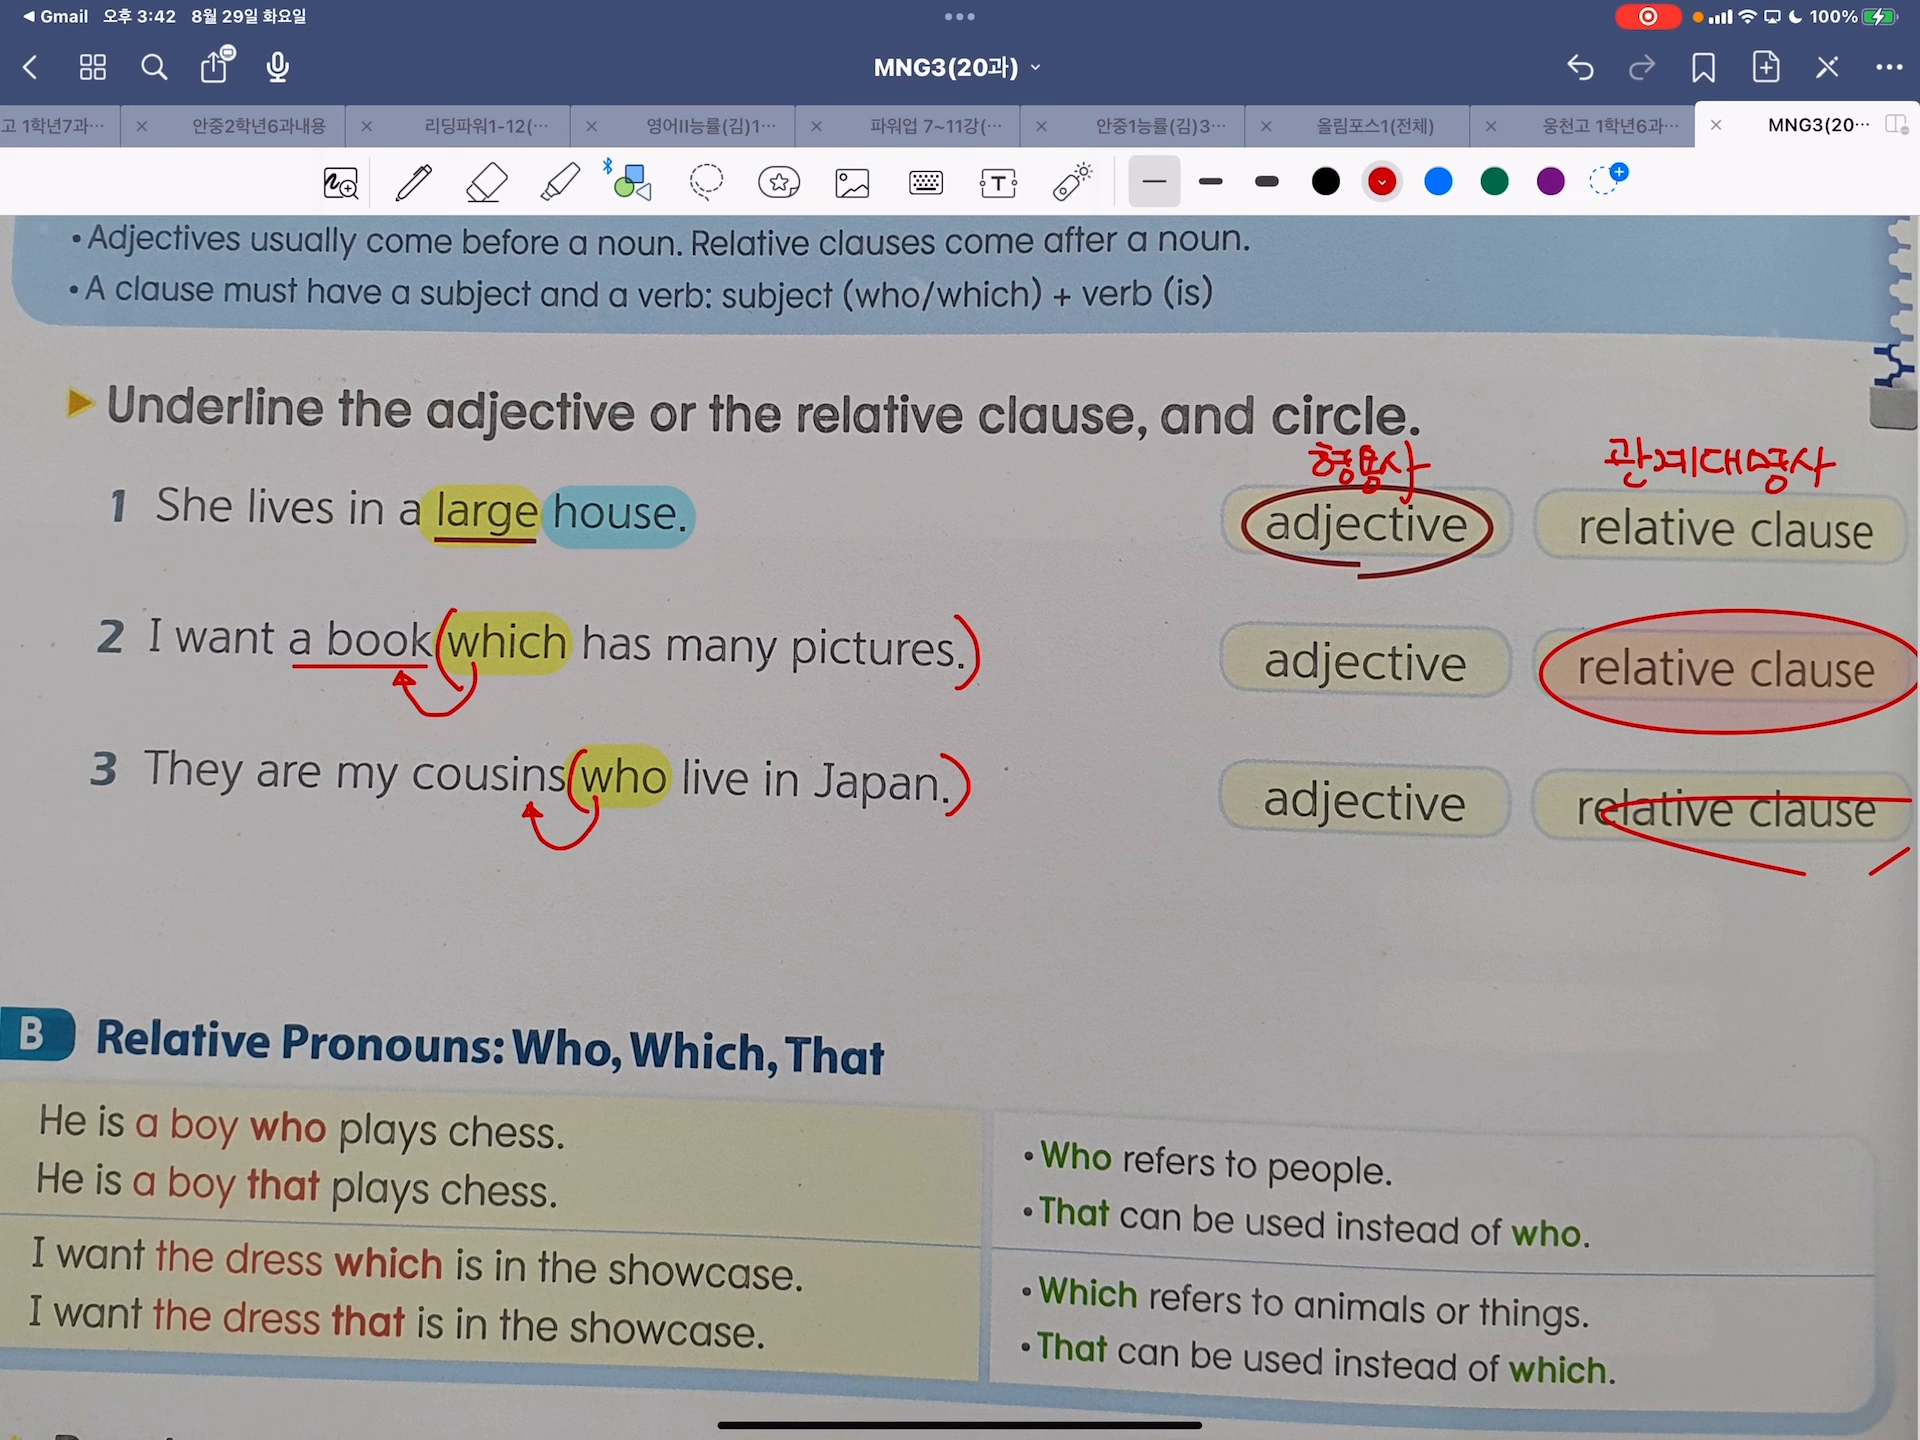 Gmail 오후 3:42 8월 29일 화요일
100%
MNG3(20과)
고 1학년7과···
안중2학년6과내용
리딩파워1-12(···
영어II능률(김)1···
파워업 7~11강(···
안중1능률(김)3···
올림포스1(전체)
웅천고 1학년6과···
MNG3(20···
•Adjectives usually come before a noun. Relative clauses come after a noun.
•A clause must have a subject and a verb: subject (who/which) + verb (is)
Underline the adjective or the relative clause, and circle.
형용사 관계대명사
1 She lives in a large house. adjective relative clause
2 I want a book (which has many pictures.) adjective relative clause
3 They are my cousins (who live in Japan.) adjective relative clause
B Relative Pronouns: Who, Which, That
He is a boy who plays chess.
He is a boy that plays chess.
•Who refers to people.
•That can be used instead of who.
I want the dress which is in the showcase.
I want the dress that is in the showcase.
•Which refers to animals or things.
•That can be used instead of which.